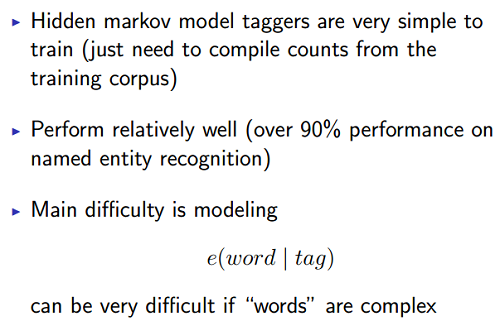 ▸ Hidden markov model taggers are very simple to
train (just need to compile counts from the
training corpus)
▸ Perform relatively well (over 90% performance on
named entity recognition)
▸ Main difficulty is modeling
e(word | tag)
can be very difficult if “words” are complex